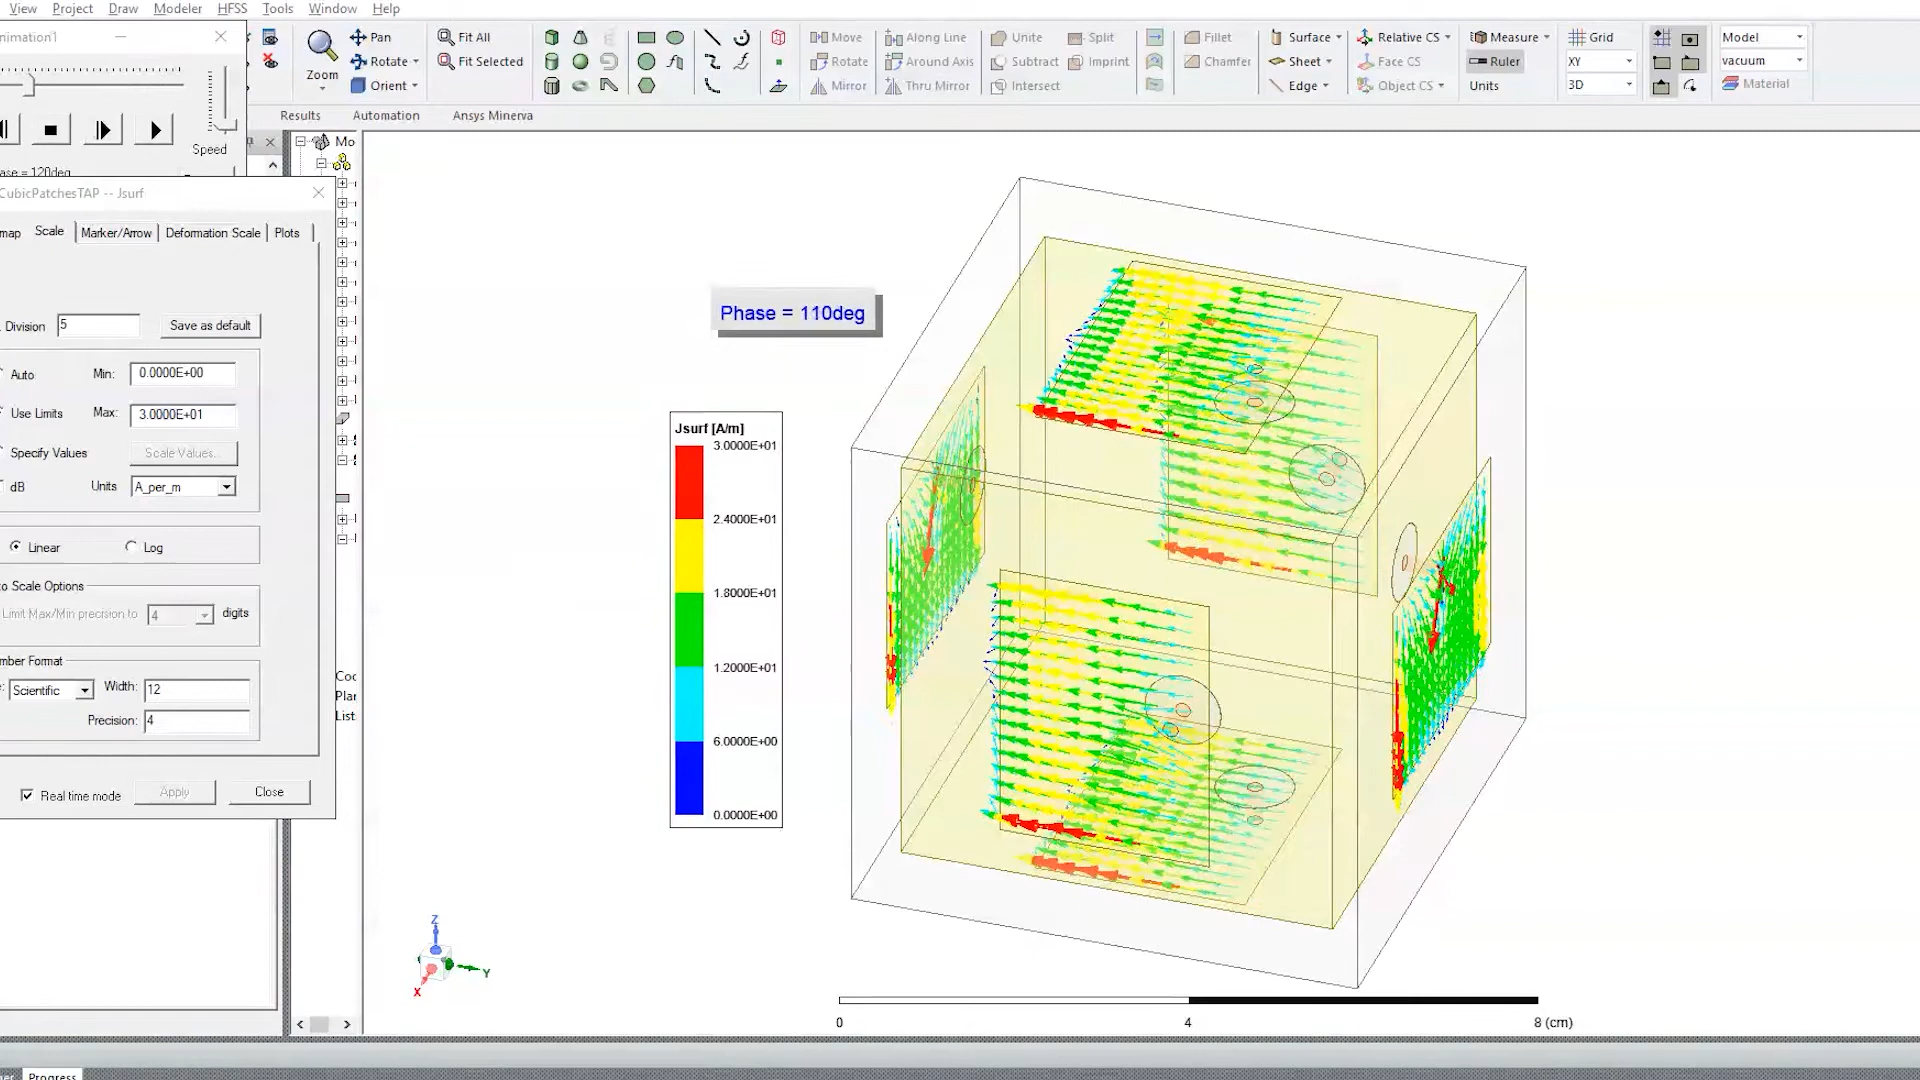 View Project Draw Modeler HFSS Tools Window Help
nimation1
Zoom
Pan
Rotate
Orient
Fit All
Fit Selected
Move
Rotate
Mirror
Along Line
Around Axis
Thru Mirror
Unite
Subtract
Intersect
Split
Imprint
Fillet
Chamfer
Surface
Sheet
Edge
Relative CS
Face CS
Object CS
Measure
Ruler
Units
Grid
XY
3D
Model
vacuum
Material
Results Automation Ansys Minerva
Speed
ase = 120deg
Mo
CubicPatchesTAP -- Jsurf
map Scale Marker/Arrow Deformation Scale Plots
. Division 5 Save as default
Auto Min: 0.0000E+00
Use Limits Max: 3.0000E+01
Specify Values Scale Values...
dB Units A_per_m
Linear Log
to Scale Options
Limit Max/Min precision to 4 digits
mber Format
e: Scientific Width: 12
Precision: 4
Real time mode Apply Close
Coc
Plar
List
Phase = 110deg
Jsurf [A/m]
3.0000E+01
2.4000E+01
1.8000E+01
1.2000E+01
6.0000E+00
0.0000E+00
Z
Y
X
0 4 8 (cm)
Progress